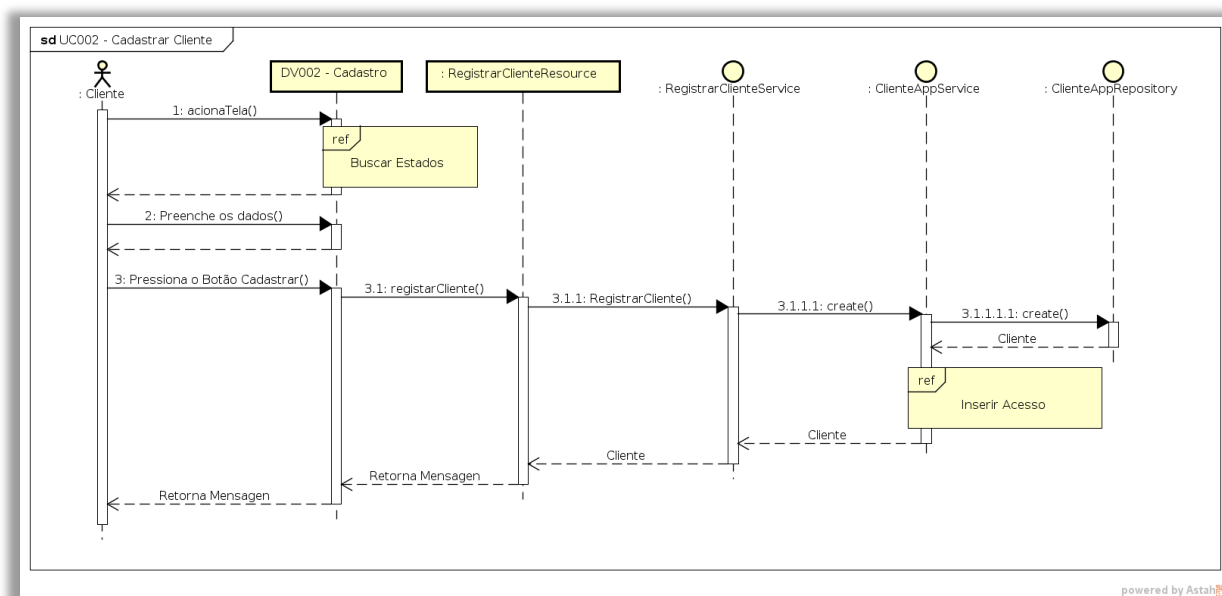 sd UC002 - Cadastrar Cliente
: Cliente
DV002 - Cadastro
: RegistrarClienteResource
: RegistrarClienteService
: ClienteAppService
: ClienteAppRepository
1: acionaTela()
ref
Buscar Estados
2: Preenche os dados()
3: Pressiona o Botão Cadastrar()
3.1: registarCliente()
3.1.1: RegistrarCliente()
3.1.1.1: create()
3.1.1.1.1: create()
Cliente
ref
Inserir Acesso
Cliente
Cliente
Retorna Mensagen
Retorna Mensagen
powered by Astah